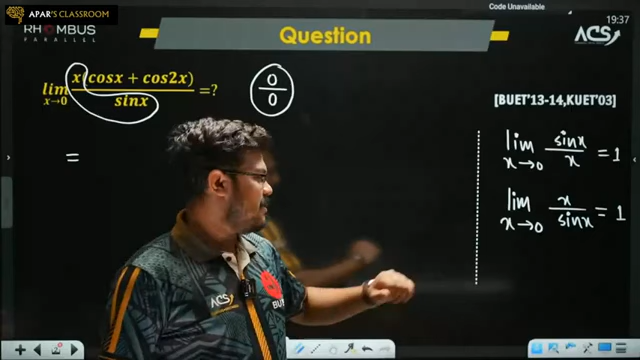 Code Unavailable
APAR'S CLASSROOM
RHOMBUS
PARALLEL
Question
19:37
ACS
lim x→0 x(cosx + cos2x) / sinx =?
0/0
[BUET'13-14,KUET'03]
=
lim x→0 sinx / x = 1
lim x→0 x / sinx = 1
ACS